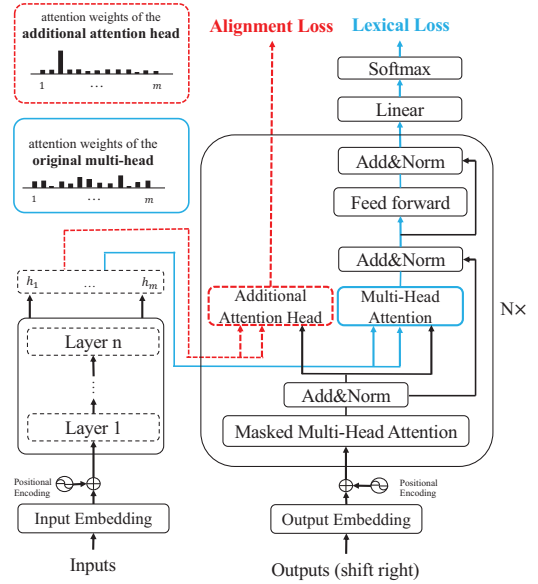 attention weights of the
additional attention head
1 ... m
attention weights of the
original multi-head
1 ... m
Alignment Loss
Lexical Loss
Softmax
Linear
Add&Norm
Feed forward
Add&Norm
Additional
Attention Head
Multi-Head
Attention
N×
Add&Norm
Masked Multi-Head Attention
Positional
Encoding
Output Embedding
Outputs (shift right)
h1 ... hm
Layer n
...
Layer 1
Positional
Encoding
Input Embedding
Inputs